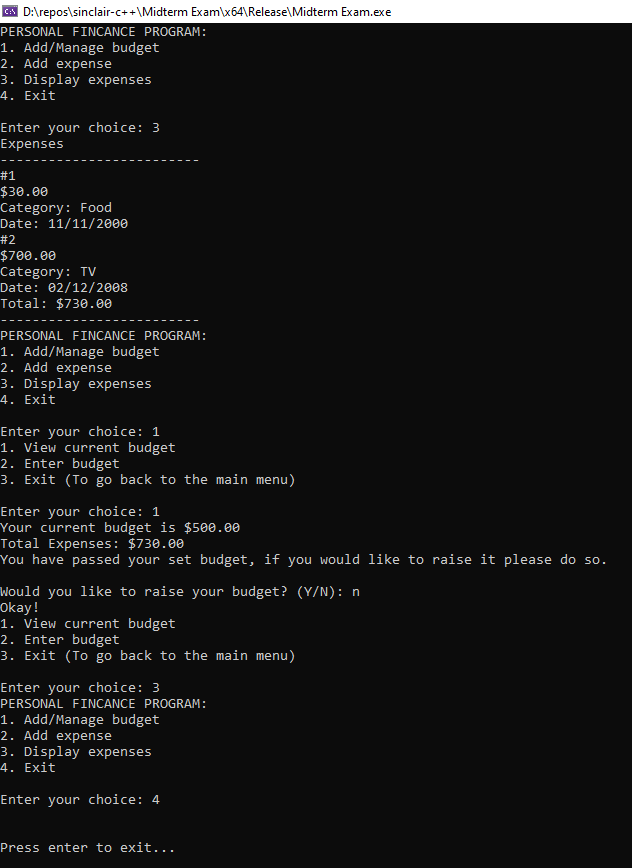 D:\repos\sinclair-c++\Midterm Exam\x64\Release\Midterm Exam.exe
PERSONAL FINCANCE PROGRAM:
1. Add/Manage budget
2. Add expense
3. Display expenses
4. Exit

Enter your choice: 3
Expenses
-------------------------
#1
$30.00
Category: Food
Date: 11/11/2000
#2
$700.00
Category: TV
Date: 02/12/2008
Total: $730.00
-------------------------
PERSONAL FINCANCE PROGRAM:
1. Add/Manage budget
2. Add expense
3. Display expenses
4. Exit

Enter your choice: 1
1. View current budget
2. Enter budget
3. Exit (To go back to the main menu)

Enter your choice: 1
Your current budget is $500.00
Total Expenses: $730.00
You have passed your set budget, if you would like to raise it please do so.

Would you like to raise your budget? (Y/N): n
Okay!
1. View current budget
2. Enter budget
3. Exit (To go back to the main menu)

Enter your choice: 3
PERSONAL FINCANCE PROGRAM:
1. Add/Manage budget
2. Add expense
3. Display expenses
4. Exit

Enter your choice: 4


Press enter to exit...